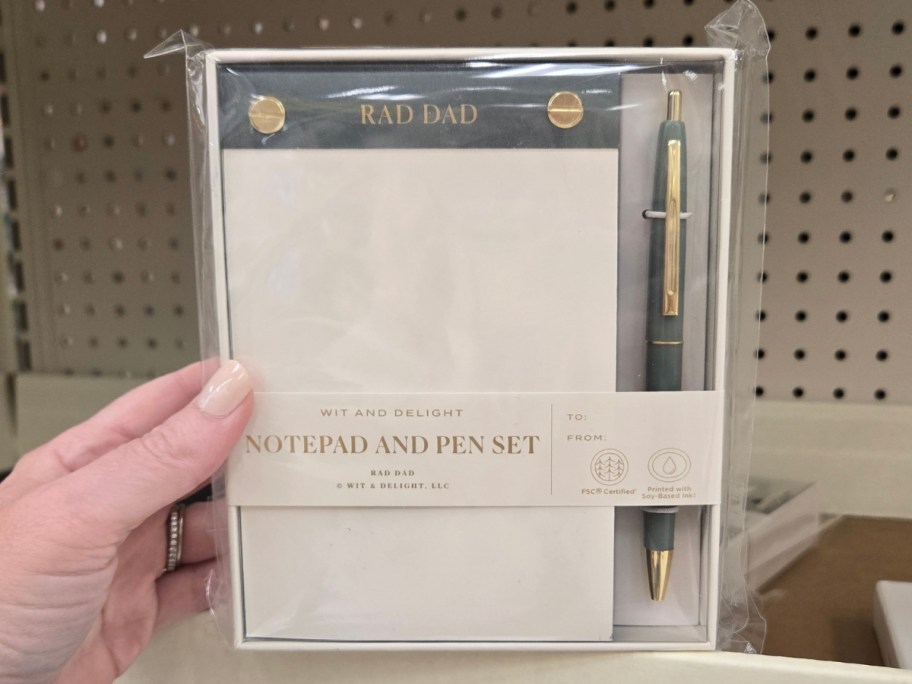 RAD DAD
WIT AND DELIGHT
NOTEPAD AND PEN SET
RAD DAD
© WIT & DELIGHT, LLC
TO:
FROM:
FSC® Certified*
Printed with
Soy-Based Ink!